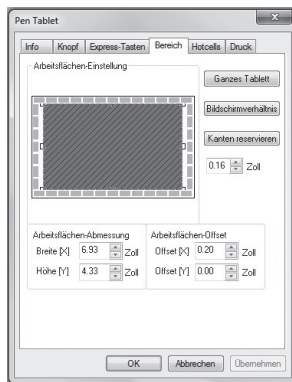 Pen Tablet
x
Info Knopf Express-Tasten Bereich Hotcells Druck
Arbeitsflächen-Einstellung
Ganzes Tablett
Bildschirmverhältnis
Kanten reservieren
0.16 Zoll
Arbeitsflächen-Abmessung
Breite [X] 6.93 Zoll
Höhe [Y] 4.33 Zoll
Arbeitsflächen-Offset
Offset [X] 0.20 Zoll
Offset [Y] 0.00 Zoll
OK Abbrechen Übernehmen